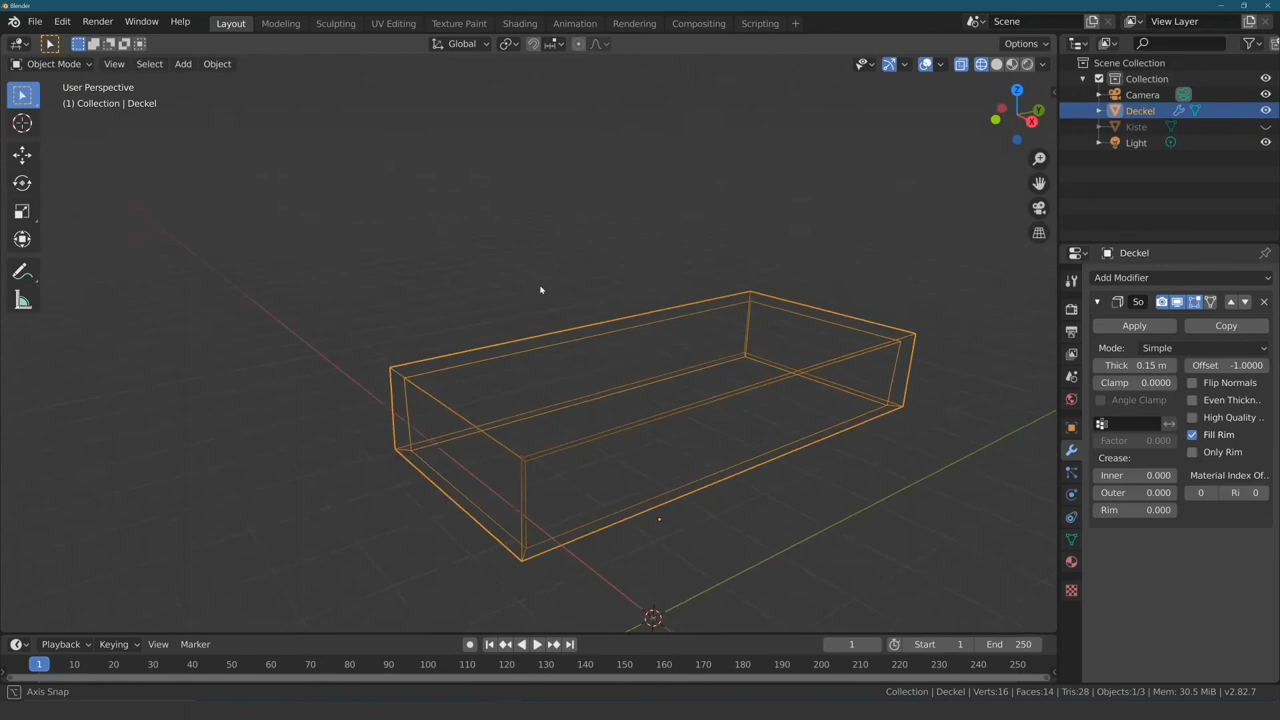 Blender
File Edit Render Window Help
Layout Modeling Sculpting UV Editing Texture Paint Shading Animation Rendering Compositing Scripting +
Scene
View Layer
Global
Options
Object Mode View Select Add Object
User Perspective
(1) Collection | Deckel
Z
Y
X
Scene Collection
Collection
Camera
Deckel
Kiste
Light
Deckel
Add Modifier
So
Apply Copy
Mode: Simple
Thick 0.15 m Offset -1.0000
Clamp 0.0000 Flip Normals
Angle Clamp Even Thickn..
High Quality ..
Factor 0.000 Fill Rim
Crease: Only Rim
Inner 0.000 Material Index Of..
Outer 0.000 0 Ri 0
Rim 0.000
Playback Keying View Marker
1 Start 1 End 250
1 10 20 30 40 50 60 70 80 90 100 110 120 130 140 150 160 170 180 190 200 210 220 230 240 250
Axis Snap
Collection | Deckel | Verts:16 | Faces:14 | Tris:28 | Objects:1/3 | Mem: 30.5 MiB | v2.82.7